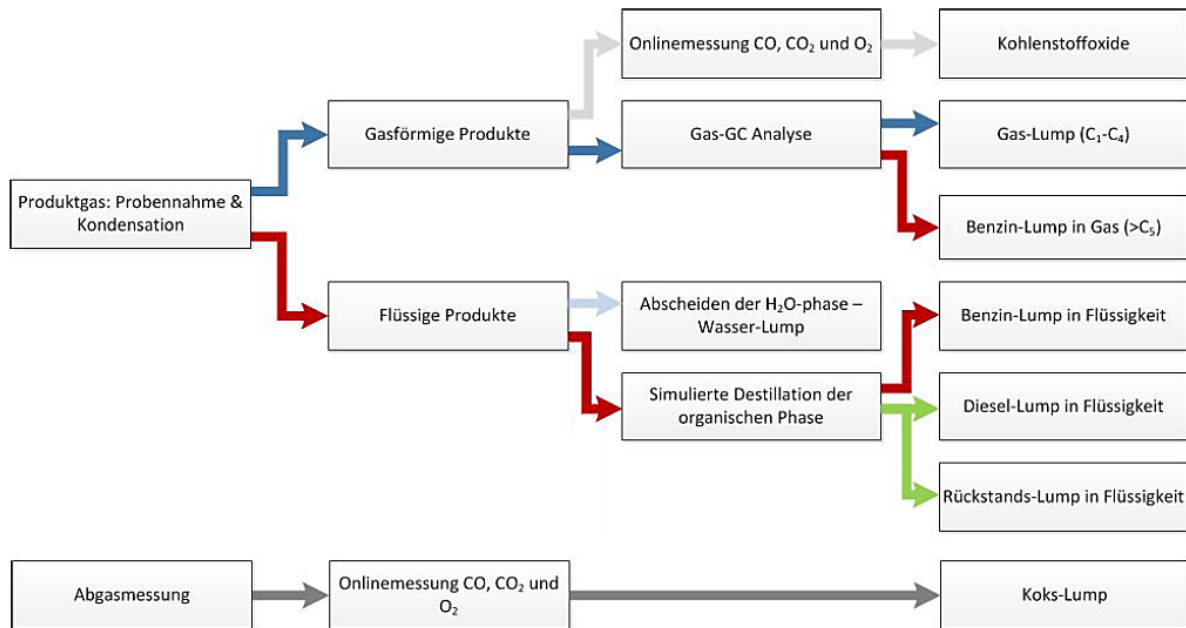 Onlinemessung CO, CO₂ und O₂
Kohlenstoffoxide
Gasförmige Produkte
Gas-GC Analyse
Gas-Lump (C₁-C₄)
Produktgas: Probennahme &
Kondensation
Benzin-Lump in Gas (>C₅)
Flüssige Produkte
Abscheiden der H₂O-phase –
Wasser-Lump
Benzin-Lump in Flüssigkeit
Simulierte Destillation der
organischen Phase
Diesel-Lump in Flüssigkeit
Rückstands-Lump in Flüssigkeit
Abgasmessung
Onlinemessung CO, CO₂ und
O₂
Koks-Lump